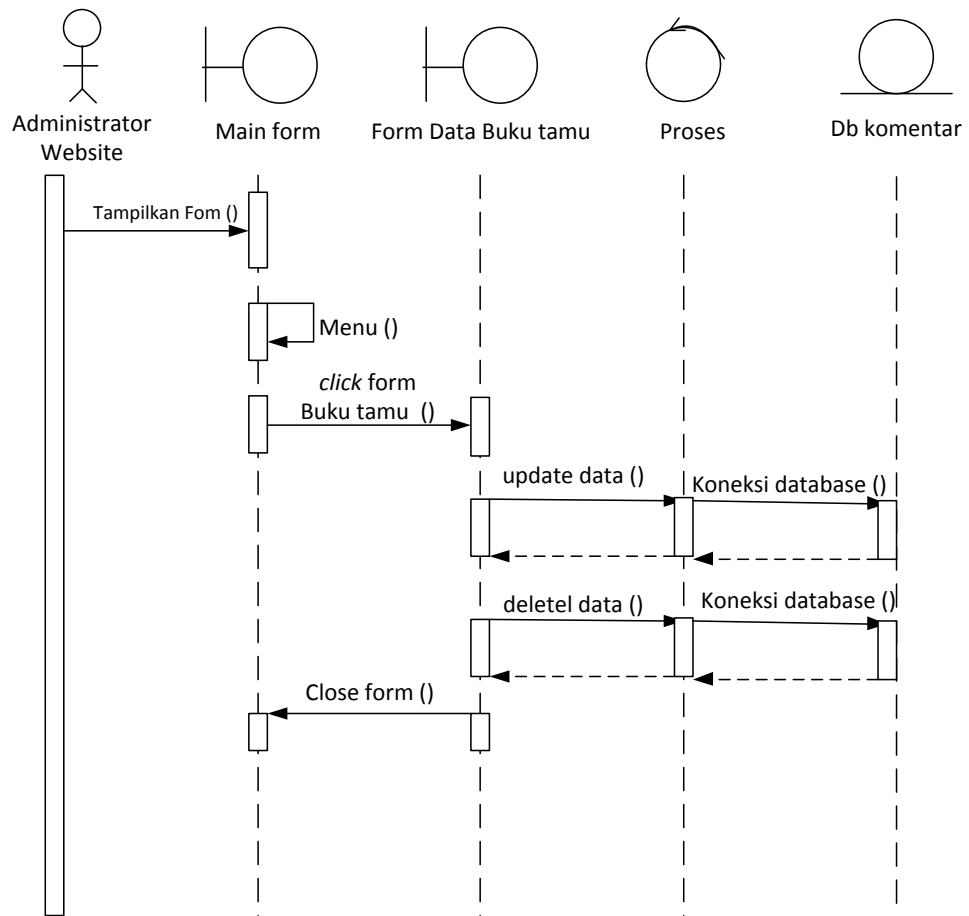 Administrator
Website
Main form
Form Data Buku tamu
Proses
Db komentar
Tampilkan Fom ()
Menu ()
click form
Buku tamu ()
update data ()
Koneksi database ()
deletel data ()
Koneksi database ()
Close form ()